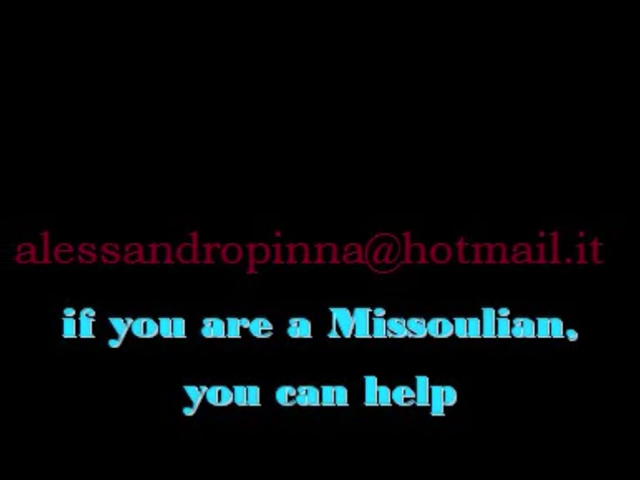 alessandropinna@hotmail.it
if you are a Missoulian,
you can help